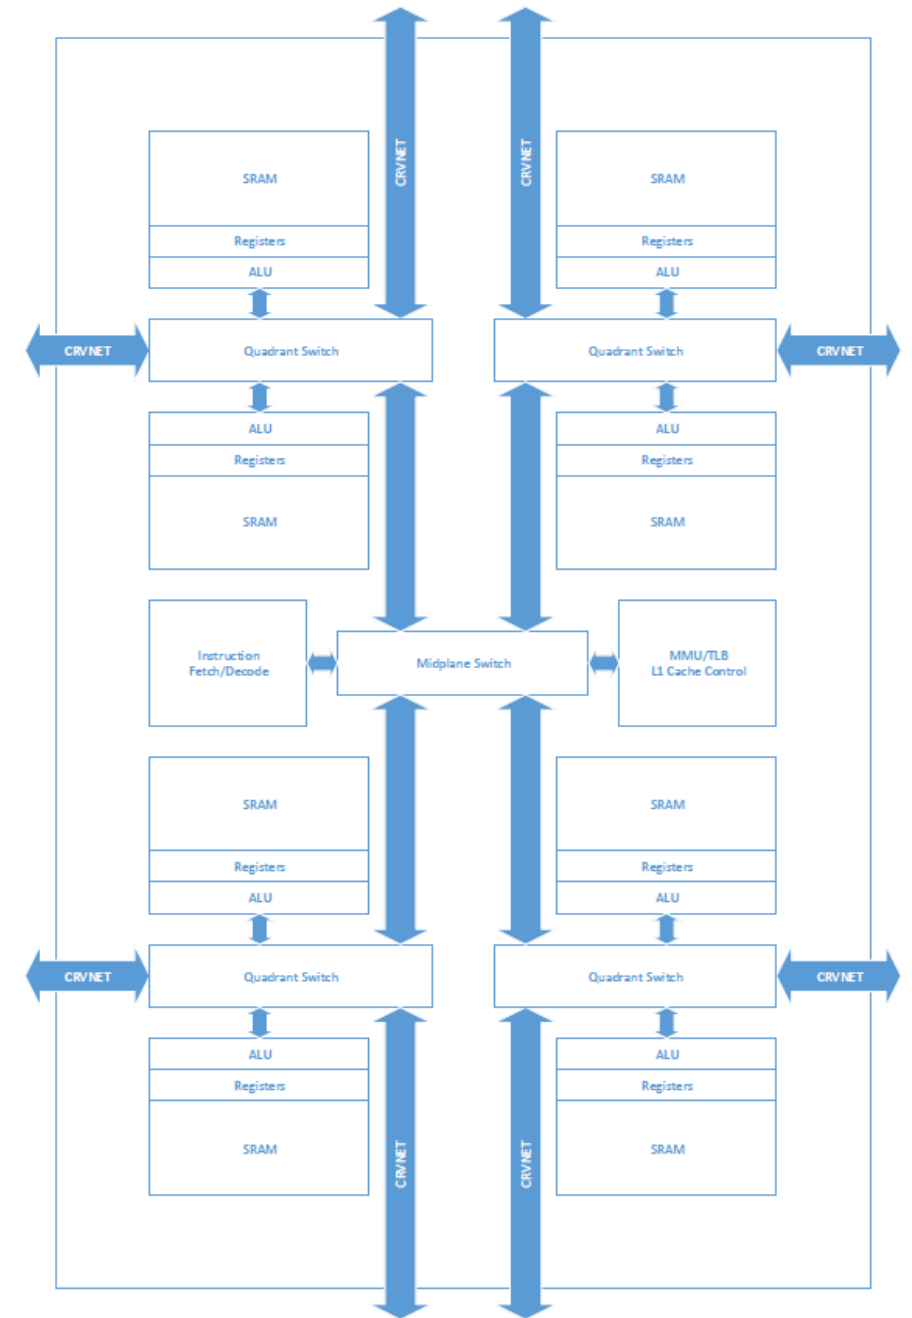 CRVNET
CRVNET
SRAM
SRAM
Registers
Registers
ALU
ALU
CRVNET
Quadrant Switch
Quadrant Switch
CRVNET
ALU
ALU
Registers
Registers
SRAM
SRAM
Instruction
Fetch/Decode
Midplane Switch
MMU/TLB
L1 Cache Control
SRAM
SRAM
Registers
Registers
ALU
ALU
CRVNET
Quadrant Switch
Quadrant Switch
CRVNET
ALU
ALU
Registers
Registers
SRAM
SRAM
CRVNET
CRVNET